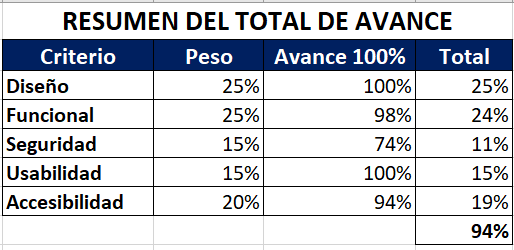 RESUMEN DEL TOTAL DE AVANCE
Criterio Peso Avance 100% Total
Diseño 25% 100% 25%
Funcional 25% 98% 24%
Seguridad 15% 74% 11%
Usabilidad 15% 100% 15%
Accesibilidad 20% 94% 19%
94%